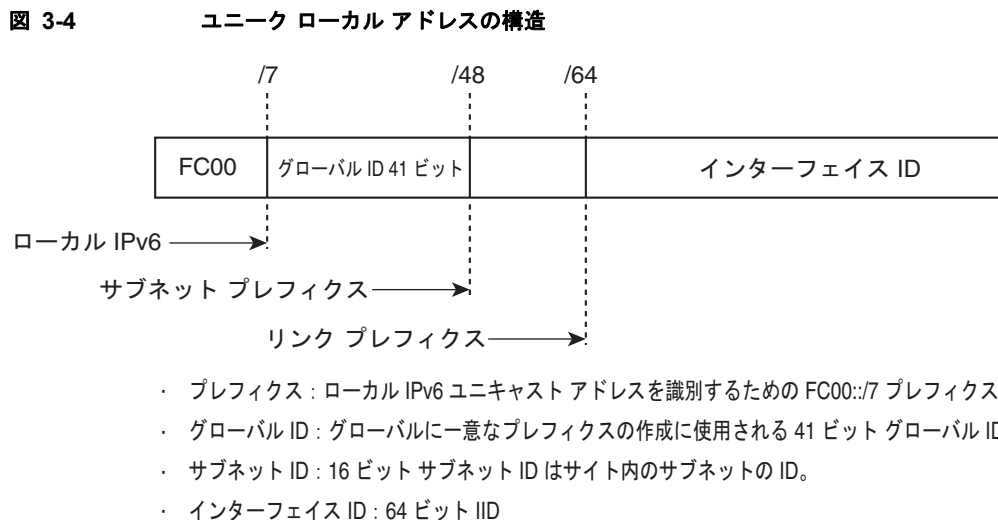 図 3-4 ユニーク ローカル アドレスの構造
/7 /48 /64
FC00 グローバル ID 41 ビット インターフェイス ID
ローカル IPv6
サブネット プレフィクス
リンク プレフィクス
・ プレフィクス : ローカル IPv6 ユニキャスト アドレスを識別するための FC00::/7 プレフィクス
・ グローバル ID : グローバルに一意なプレフィクスの作成に使用される 41 ビット グローバル ID
・ サブネット ID : 16 ビット サブネット ID はサイト内のサブネットの ID。
・ インターフェイス ID : 64 ビット IID